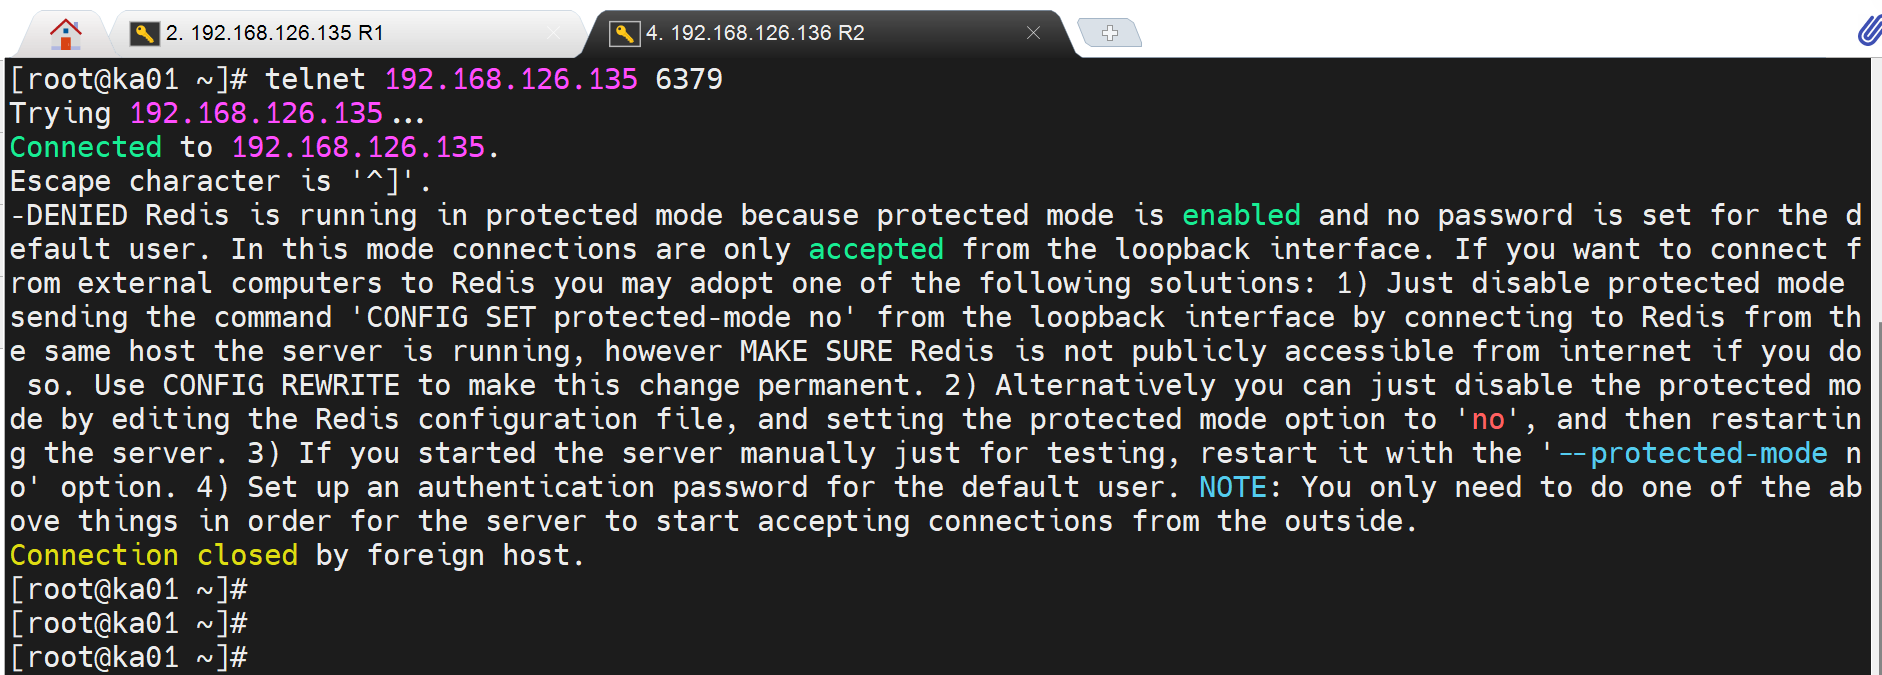 2. 192.168.126.135 R1
4. 192.168.126.136 R2
[root@ka01 ~]# telnet 192.168.126.135 6379
Trying 192.168.126.135...
Connected to 192.168.126.135.
Escape character is '^]'.
-DENIED Redis is running in protected mode because protected mode is enabled and no password is set for the d
efault user. In this mode connections are only accepted from the loopback interface. If you want to connect f
rom external computers to Redis you may adopt one of the following solutions: 1) Just disable protected mode
sending the command 'CONFIG SET protected-mode no' from the loopback interface by connecting to Redis from th
e same host the server is running, however MAKE SURE Redis is not publicly accessible from internet if you do
 so. Use CONFIG REWRITE to make this change permanent. 2) Alternatively you can just disable the protected mo
de by editing the Redis configuration file, and setting the protected mode option to 'no', and then restartin
g the server. 3) If you started the server manually just for testing, restart it with the '--protected-mode n
o' option. 4) Set up an authentication password for the default user. NOTE: You only need to do one of the ab
ove things in order for the server to start accepting connections from the outside.
Connection closed by foreign host.
[root@ka01 ~]#
[root@ka01 ~]#
[root@ka01 ~]#